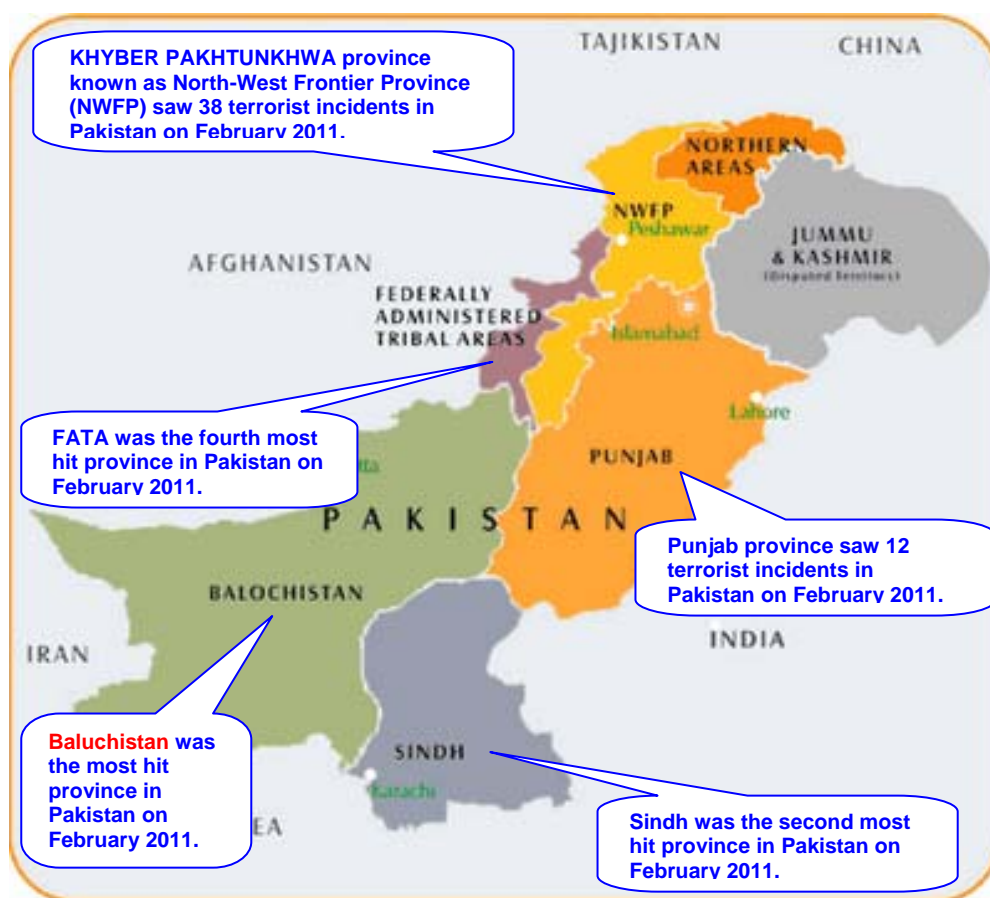 KHYBER PAKHTUNKHWA province
known as North-West Frontier Province
(NWFP) saw 38 terrorist incidents in
Pakistan on February 2011.
TAJIKISTAN
CHINA
NORTHERN
AREAS
NWFP
Peshawar
JUMMU
& KASHMIR
(Disputed Territory)
AFGHANISTAN
FEDERALLY
ADMINISTERED
TRIBAL AREAS
Islamabad
Lahore
FATA was the fourth most
hit province in Pakistan on
February 2011.
tta
PUNJAB
PAKISTAN
Punjab province saw 12
terrorist incidents in
Pakistan on February 2011.
BALOCHISTAN
INDIA
IRAN
Baluchistan was
the most hit
province in
Pakistan on
February 2011.
SINDH
Karachi
EA
Sindh was the second most
hit province in Pakistan on
February 2011.